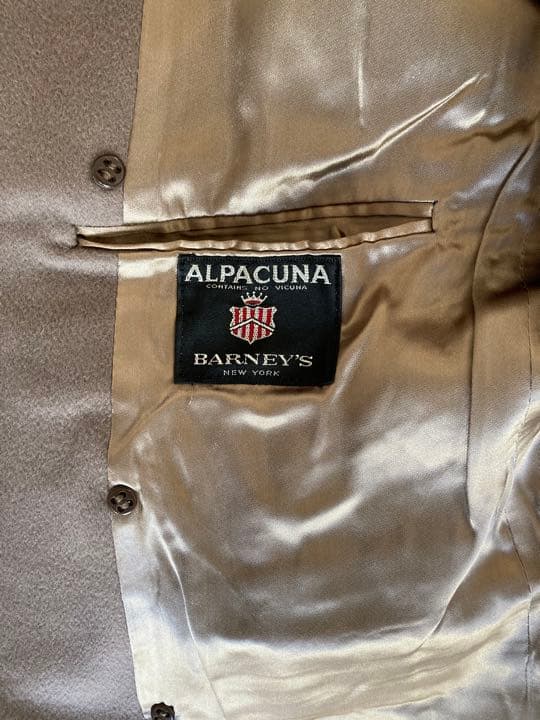 ALPACUNA
CONTAINS NO VICUNA
BARNEY'S
NEW YORK